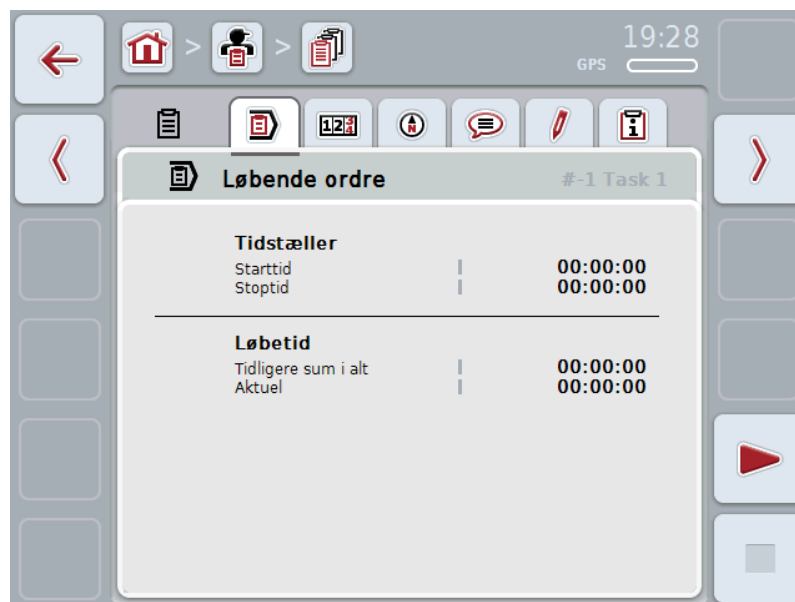 19:28
GPS
Løbende ordre #-1 Task 1
Tidstæller
Starttid 00:00:00
Stoptid 00:00:00
Løbetid
Tidligere sum i alt 00:00:00
Aktuel 00:00:00